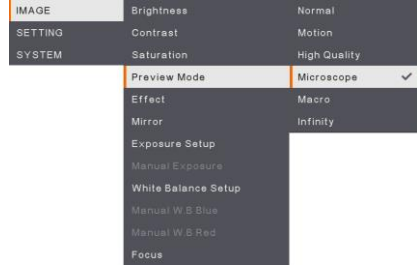 IMAGE
SETTING
SYSTEM
Brightness
Contrast
Saturation
Preview Mode
Effect
Mirror
Exposure Setup
Manual Exposure
White Balance Setup
Manual W.B.Blue
Manual W.B.Red
Focus
Normal
Motion
High Quality
Microscope
Macro
Infinity